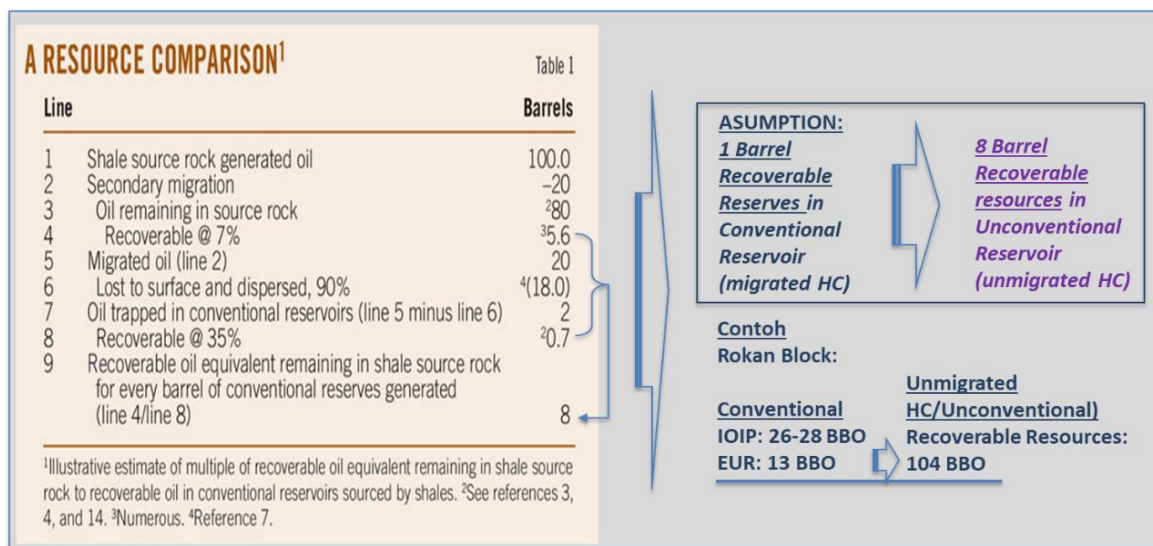 A RESOURCE COMPARISON¹
Table 1
Line Barrels
1 Shale source rock generated oil 100.0
2 Secondary migration –20
3 Oil remaining in source rock ²80
4 Recoverable @ 7% ³5.6
5 Migrated oil (line 2) 20
6 Lost to surface and dispersed, 90% ⁴(18.0)
7 Oil trapped in conventional reservoirs (line 5 minus line 6) 2
8 Recoverable @ 35% ²0.7
9 Recoverable oil equivalent remaining in shale source rock
for every barrel of conventional reserves generated
(line 4/line 8) 8
¹Illustrative estimate of multiple of recoverable oil equivalent remaining in shale source
rock to recoverable oil in conventional reservoirs sourced by shales. ²See references 3,
4, and 14. ³Numerous. ⁴Reference 7.
ASUMPTION:
1 Barrel
Recoverable
Reserves in
Conventional
Reservoir
(migrated HC)
8 Barrel
Recoverable
resources in
Unconventional
Reservoir
(unmigrated HC)
Contoh
Rokan Block:
Conventional
IOIP: 26-28 BBO
EUR: 13 BBO
Unmigrated
HC/Unconventional)
Recoverable Resources:
104 BBO